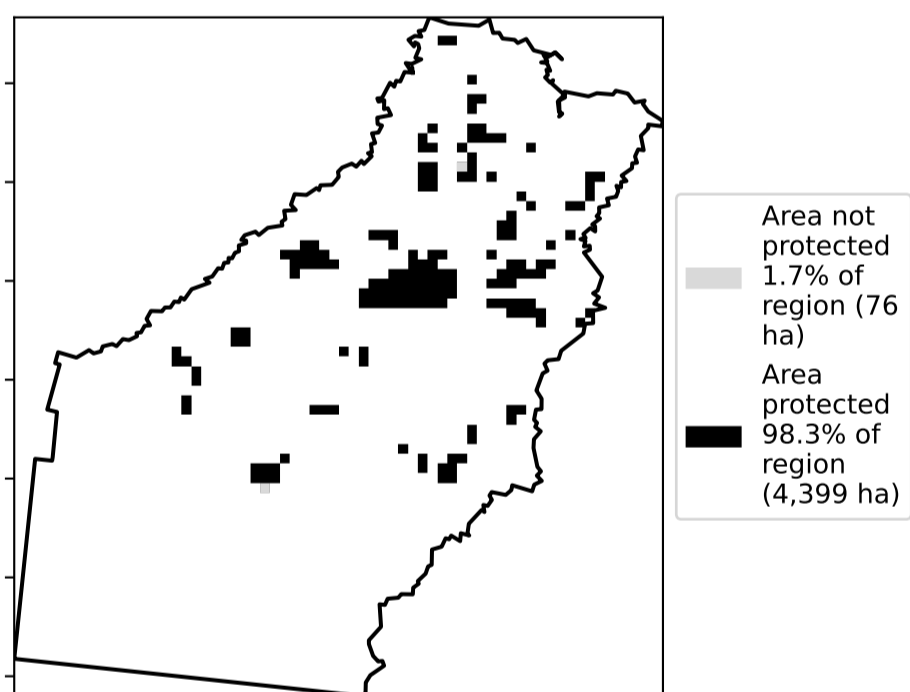 Area not
protected
1.7% of
region (76
ha)
Area
protected
98.3% of
region
(4,399 ha)